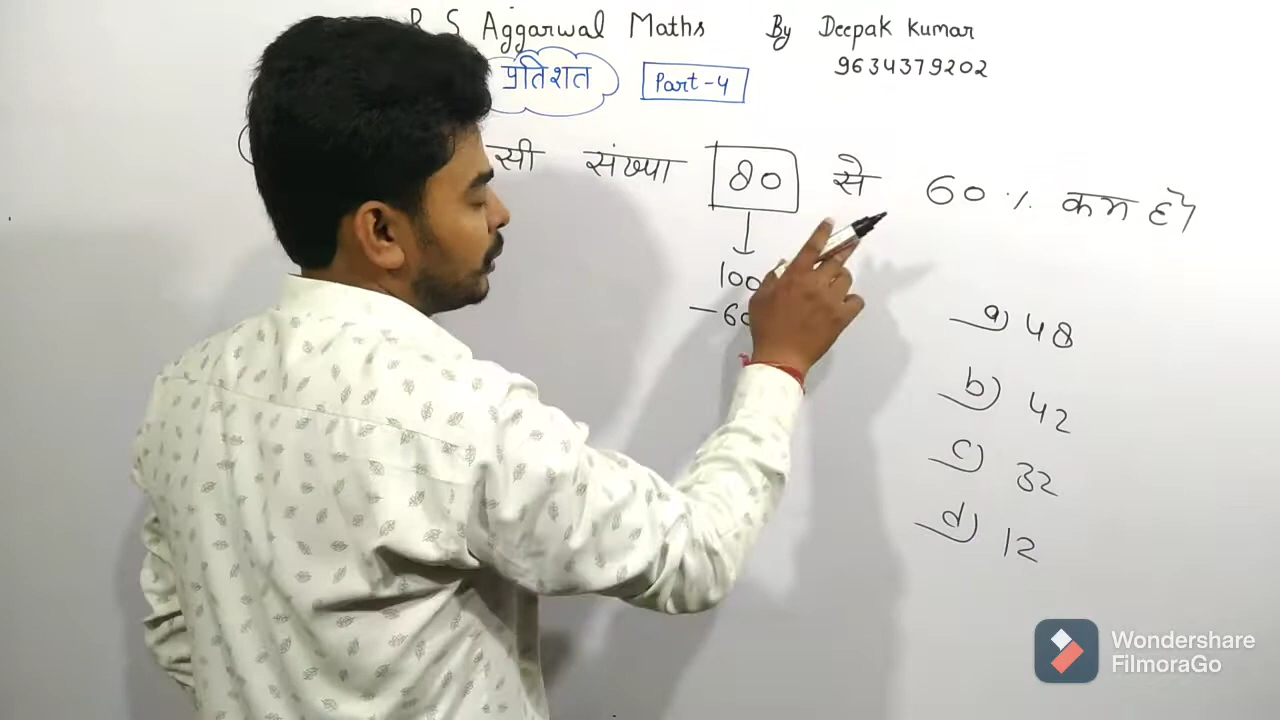 R S Aggarwal Maths By Deepak Kumar
9634379202
प्रतिशत Part-4
सी संख्या 80 से 60% कम है?
100
-60
a) 48
b) 42
c) 32
d) 12
Wondershare
FilmoraGo